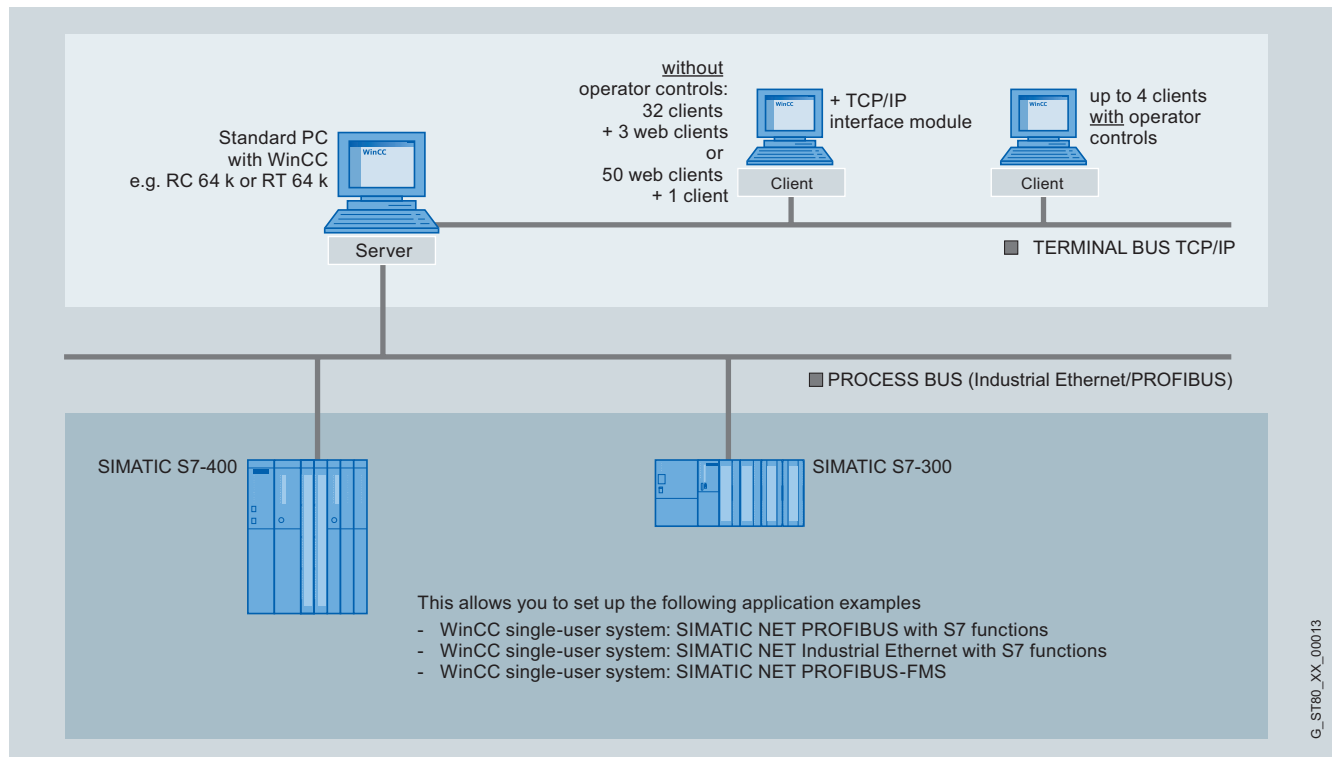 without
operator controls:
32 clients
+ 3 web clients
or
50 web clients
+ 1 client
WinCC
+ TCP/IP
interface module
WinCC
up to 4 clients
with operator
controls
Standard PC
with WinCC
e.g. RC 64 k or RT 64 k
WinCC
Client
Client
Server
TERMINAL BUS TCP/IP
PROCESS BUS (Industrial Ethernet/PROFIBUS)
SIMATIC S7-400
SIMATIC S7-300
This allows you to set up the following application examples
- WinCC single-user system: SIMATIC NET PROFIBUS with S7 functions
- WinCC single-user system: SIMATIC NET Industrial Ethernet with S7 functions
- WinCC single-user system: SIMATIC NET PROFIBUS-FMS
G_ST80_XX_00013